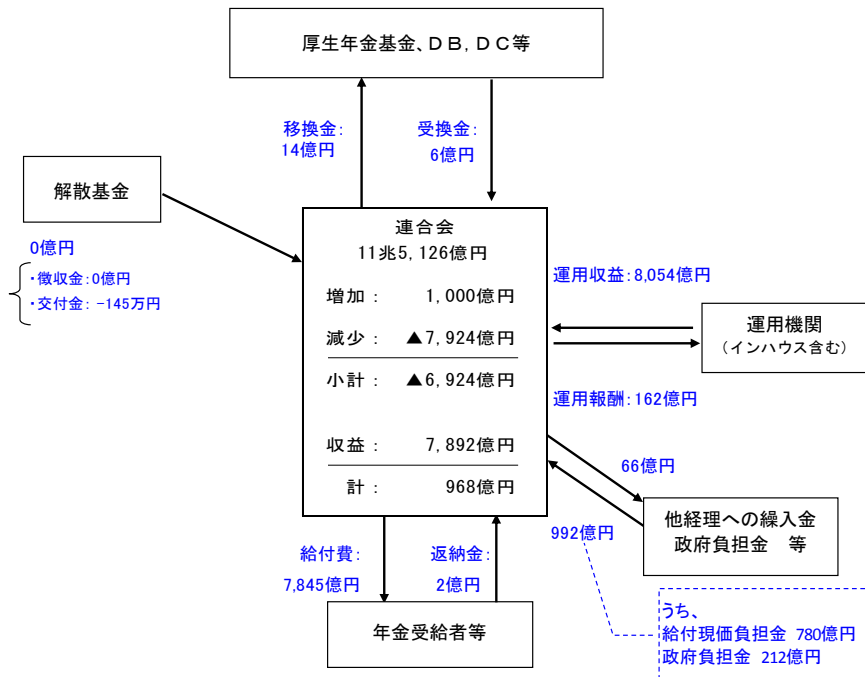 厚生年金基金、ＤＢ，ＤＣ等
移換金：
14億円
受換金：
6億円
解散基金
0億円
・徴収金：0億円
・交付金： -145万円
連合会
11兆5,126億円
増加： 1,000億円
減少： ▲7,924億円
小計： ▲6,924億円
収益： 7,892億円
計： 968億円
運用収益：8,054億円
運用機関
（インハウス含む）
運用報酬：162億円
66億円
992億円
他経理への繰入金
政府負担金　等
給付費：
7,845億円
返納金：
2億円
年金受給者等
うち、
給付現価負担金 780億円
政府負担金 212億円